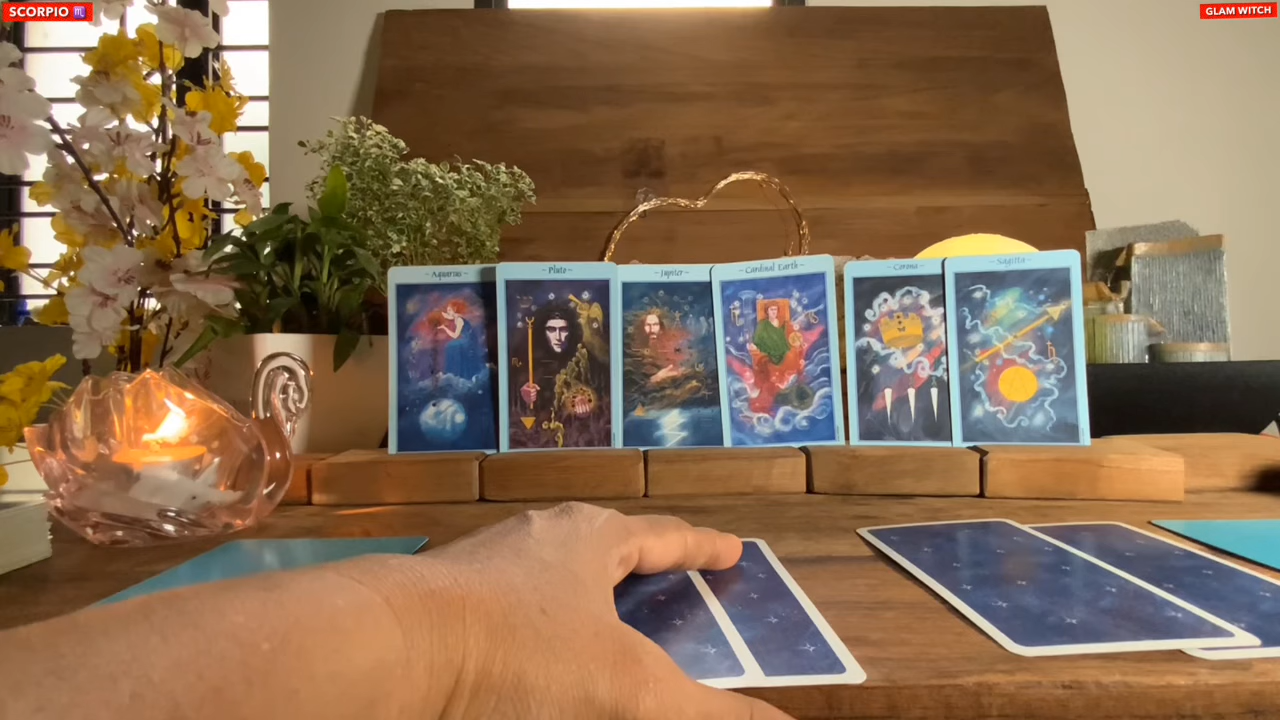 SCORPIO ♏
GLAM WITCH
~ Aquarius ~
~ Pluto ~
~ Jupiter ~
~ Cardinal Earth ~
~ Corona ~
~ Sagitta ~